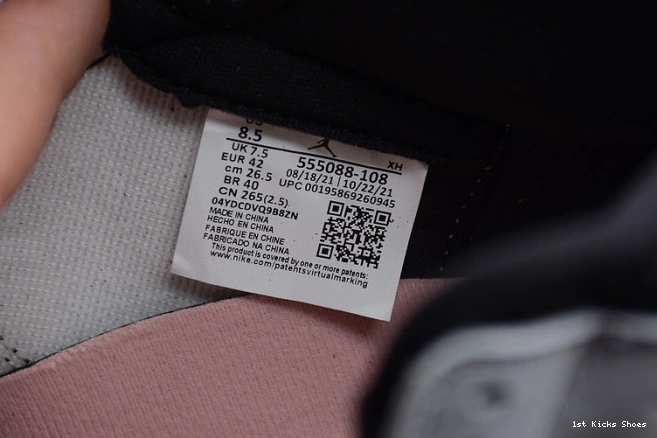 US
8.5
UK 7.5
EUR 42
cm 26.5
BR 40
CN 265(2.5)
XH
555088-108
08/18/21 | 10/22/21
UPC 00195869260945
04YDCDVQ9B8ZN
MADE IN CHINA
HECHO EN CHINA
FABRIQUE EN CHINE
FABRICADO NA CHINA
This product is covered by one or more patents:
www.nike.com/patentsvirtualmarking
1st Kicks Shoes